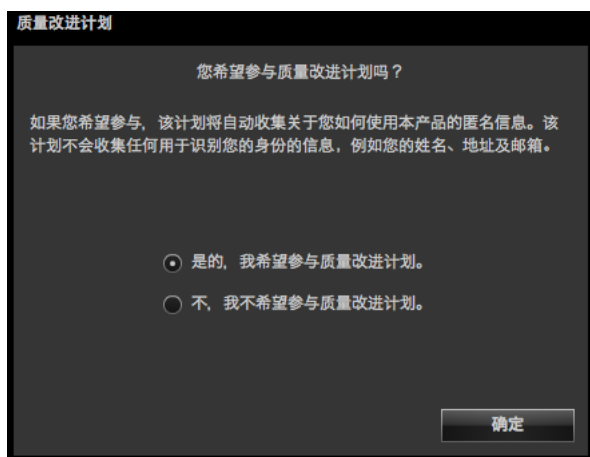 质量改进计划
您希望参与质量改进计划吗？
如果您希望参与，该计划将自动收集关于您如何使用本产品的匿名信息。该
计划不会收集任何用于识别您的身份的信息，例如您的姓名、地址及邮箱。
是的，我希望参与质量改进计划。
不，我不希望参与质量改进计划。
确定